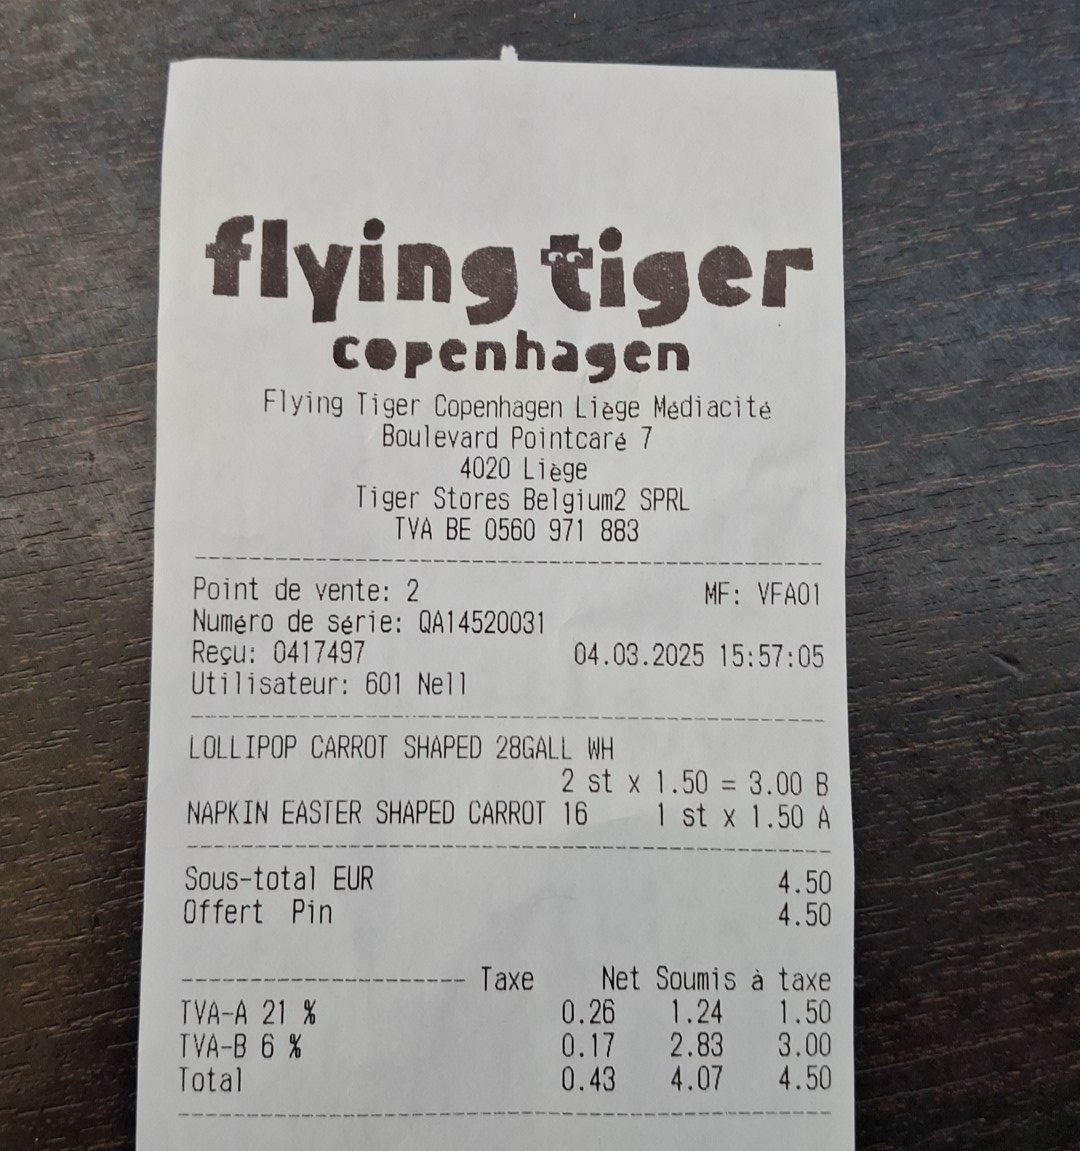 flying tiger
copenhagen
Flying Tiger Copenhagen Liège Médiacité
Boulevard Pointcaré 7
4020 Liège
Tiger Stores Belgium2 SPRL
TVA BE 0560 971 883
Point de vente: 2 MF: VFA01
Numéro de série: QA14520031
Reçu: 0417497 04.03.2025 15:57:05
Utilisateur: 601 Nell
LOLLIPOP CARROT SHAPED 28GALL WH
2 st x 1.50 = 3.00 B
NAPKIN EASTER SHAPED CARROT 16 1 st x 1.50 A
Sous-total EUR 4.50
Offert Pin 4.50
Taxe Net Soumis à taxe
TVA-A 21 % 0.26 1.24 1.50
TVA-B 6 % 0.17 2.83 3.00
Total 0.43 4.07 4.50